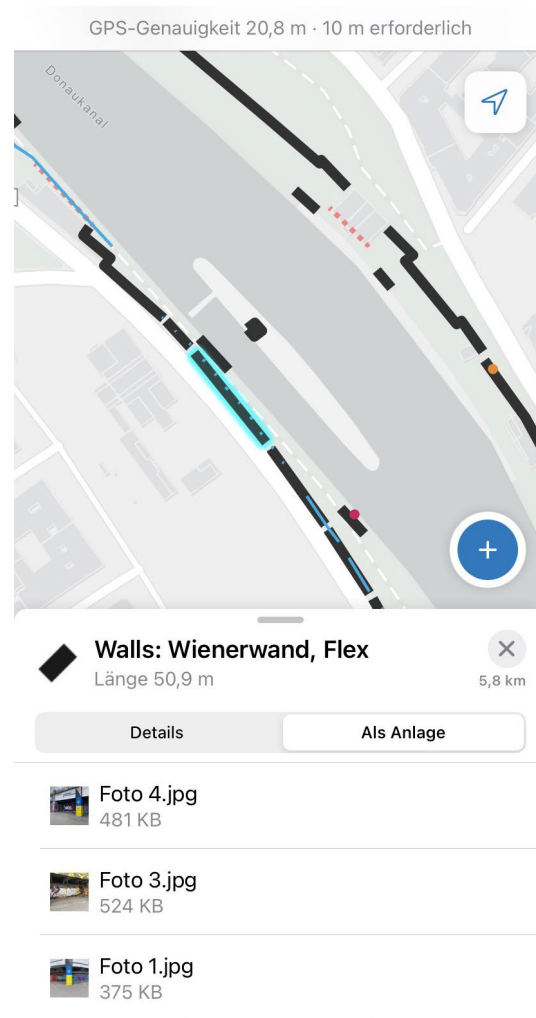 GPS-Genauigkeit 20,8 m · 10 m erforderlich
Donaukanal
Walls: Wienerwand, Flex
Länge 50,9 m
5,8 km
Details
Als Anlage
Foto 4.jpg
481 KB
Foto 3.jpg
524 KB
Foto 1.jpg
375 KB